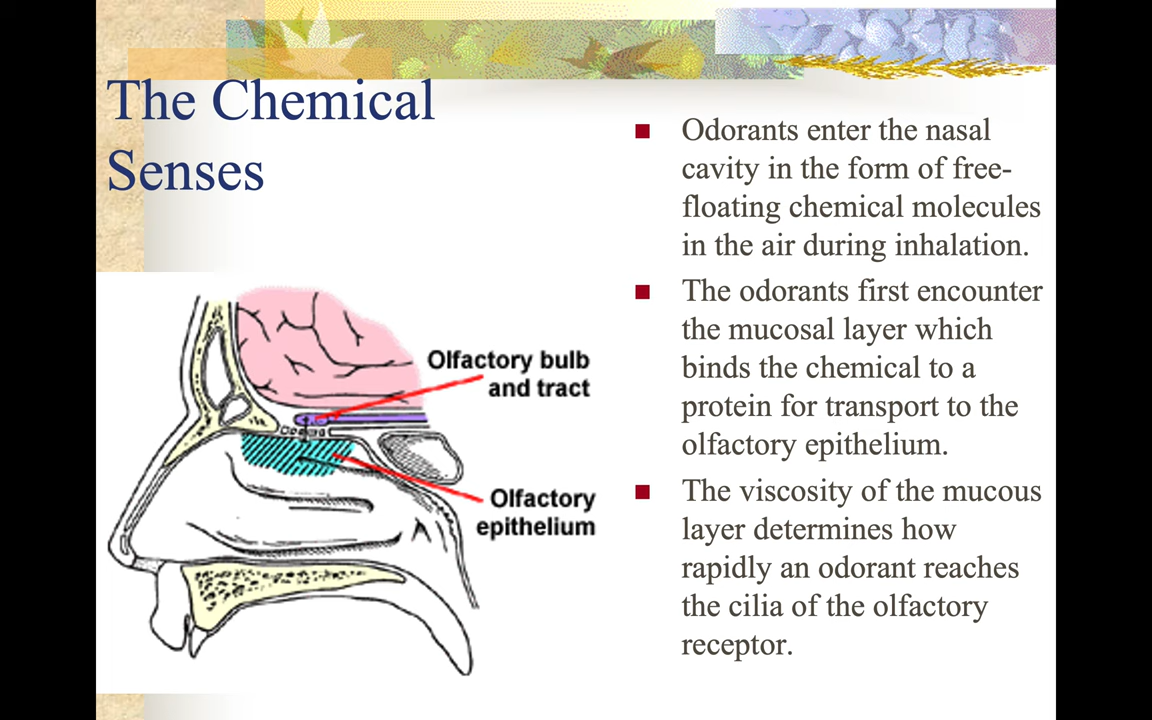 The Chemical
Senses
Odorants enter the nasal
cavity in the form of free-
floating chemical molecules
in the air during inhalation.
The odorants first encounter
the mucosal layer which
binds the chemical to a
protein for transport to the
olfactory epithelium.
The viscosity of the mucous
layer determines how
rapidly an odorant reaches
the cilia of the olfactory
receptor.
Olfactory bulb
and tract
Olfactory
epithelium